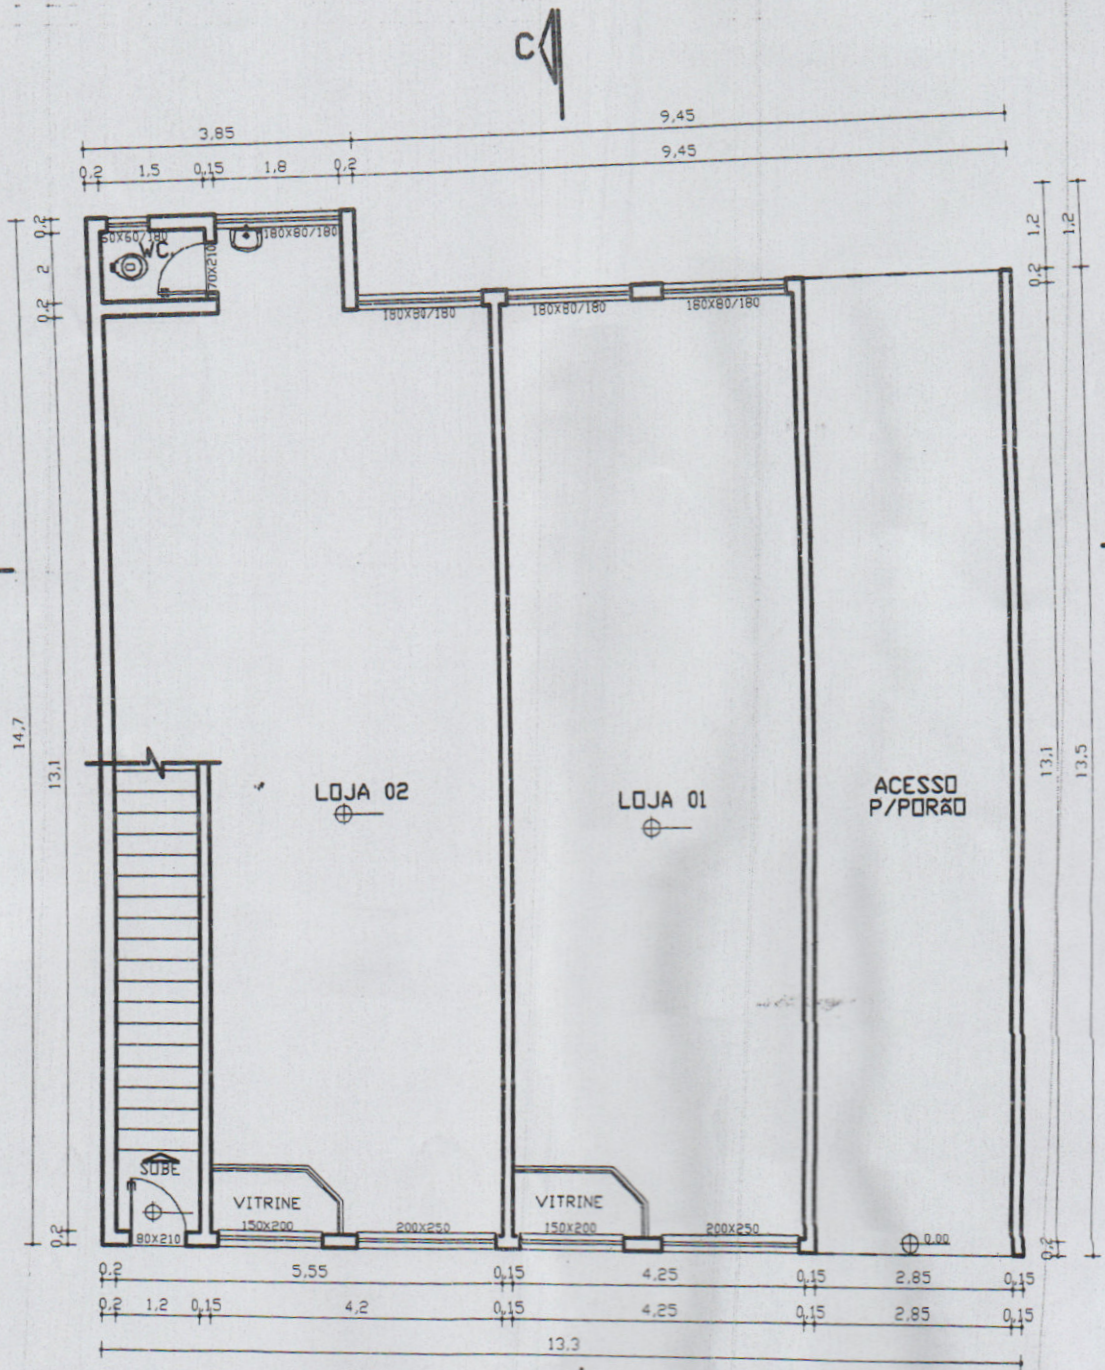 C
3,85
9,45
0,2
1,5
0,15
1,8
0,2
9,45
0,2
2
0,2
14,7
13,1
0,2
60X60/180
WC.
70X210
180X80/180
180X80/180
180X80/180
180X80/180
1,2
1,2
0,2
13,1
13,5
0,2
LOJA 02
LOJA 01
ACESSO
P/PORÃO
SOBE
80X210
VITRINE
150X200
200X250
VITRINE
150X200
200X250
0.00
0,2
5,55
0,15
4,25
0,15
2,85
0,15
0,2
1,2
0,15
4,2
0,15
4,25
0,15
2,85
0,15
13,3